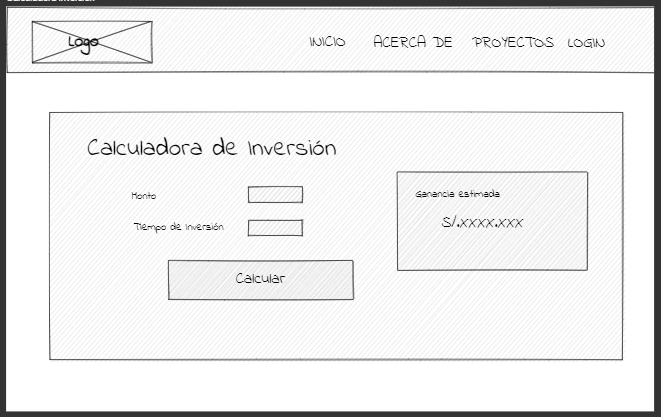 Logo
INICIO ACERCA DE PROYECTOS LOGIN
Calculadora de Inversión
Monto
Tiempo de inversión
Calcular
Ganancia estimada
S/.xxxx.xxx